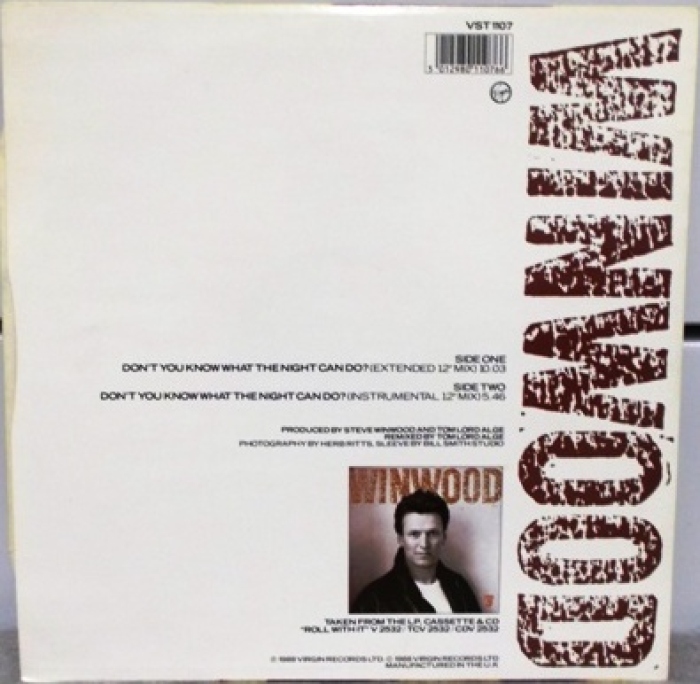 VST 1107
5 012980 110766
Virgin
WINWOOD
SIDE ONE
DON'T YOU KNOW WHAT THE NIGHT CAN DO? (EXTENDED 12" MIX) 10.03
SIDE TWO
DON'T YOU KNOW WHAT THE NIGHT CAN DO? (INSTRUMENTAL 12" MIX) 5.46
PRODUCED BY STEVE WINWOOD AND TOM LORD ALGE
REMIXED BY TOM LORD ALGE
PHOTOGRAPHY BY HERB RITTS, SLEEVE BY BILL SMITH STUDIO
WINWOOD
TAKEN FROM THE L.P. CASSETTE & CD
"ROLL WITH IT" V 2532 / TCV 2532 / CDV 2532
℗ 1988 VIRGIN RECORDS LTD. © 1988 VIRGIN RECORDS LTD
MANUFACTURED IN THE U.K.